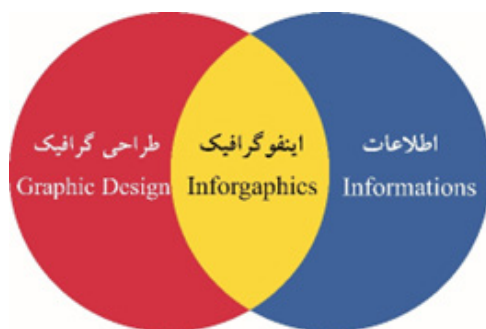 طراحی گرافیک
Graphic Design
اینفوگرافیک
Inforgaphics
اطلاعات
Informations